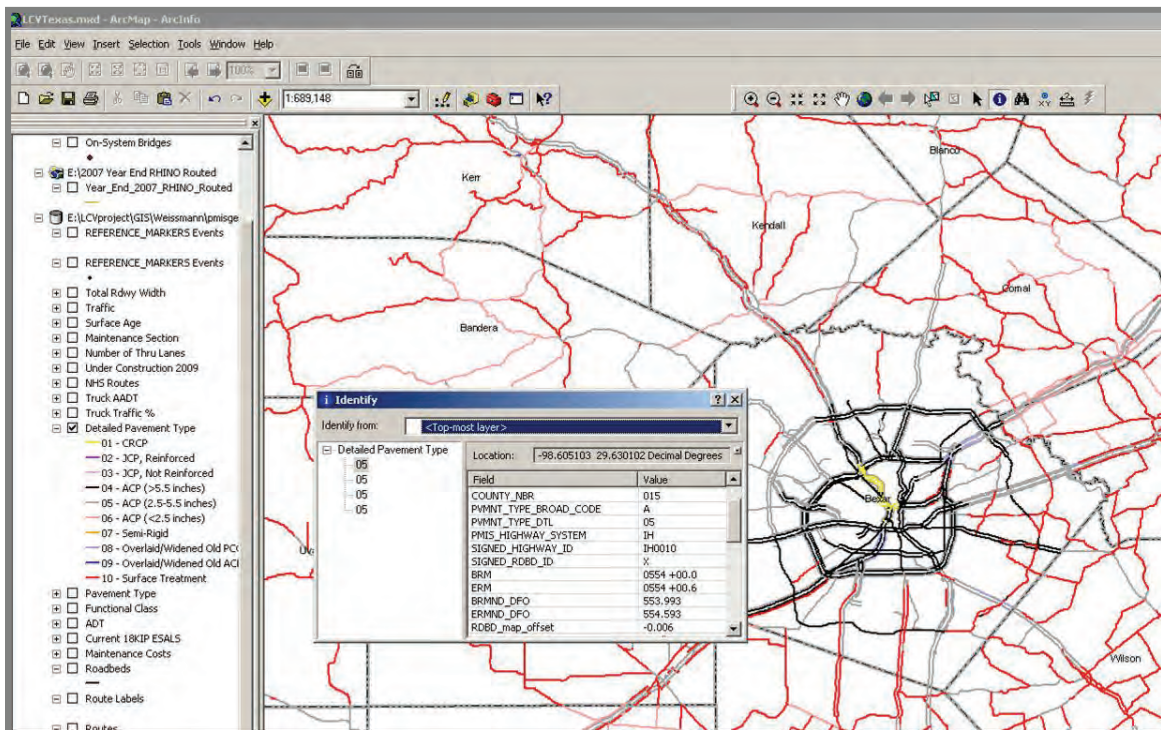 LCVTexas.mxd - ArcMap - ArcInfo
File Edit View Insert Selection Tools Window Help
100%
1:689,148
On-System Bridges
E:\2007 Year End RHINO Routed
Year_End_2007_RHINO_Routed
E:\LCVproject\GIS\Weissmann\pmisge
REFERENCE_MARKERS Events
REFERENCE_MARKERS Events
Total Rdwy Width
Traffic
Surface Age
Maintenance Section
Number of Thru Lanes
Under Construction 2009
NHS Routes
Truck AADT
Truck Traffic %
Detailed Pavement Type
01 - CRCP
02 - JCP, Reinforced
03 - JCP, Not Reinforced
04 - ACP (>5.5 inches)
05 - ACP (2.5-5.5 inches)
06 - ACP (<2.5 inches)
07 - Semi-Rigid
08 - Overlaid/Widened Old PC
09 - Overlaid/Widened Old ACI
10 - Surface Treatment
Pavement Type
Functional Class
ADT
Current 18KIP ESALS
Maintenance Costs
Roadbeds
Route Labels
Routes
Kerr
Blanco
Kendall
Comal
Bandera
Bexar
Wilson
Identify
Identify from: <Top-most layer>
Detailed Pavement Type
05
05
05
05
Location: -98.605103 29.630102 Decimal Degrees
Field Value
COUNTY_NBR 015
PVMNT_TYPE_BROAD_CODE A
PVMNT_TYPE_DTL 05
PMIS_HIGHWAY_SYSTEM IH
SIGNED_HIGHWAY_ID IH0010
SIGNED_RDBD_ID X
BRM 0554 +00.0
ERM 0554 +00.6
BRMND_DFO 553.993
ERMND_DFO 554.593
RDBD_map_offset -0.006